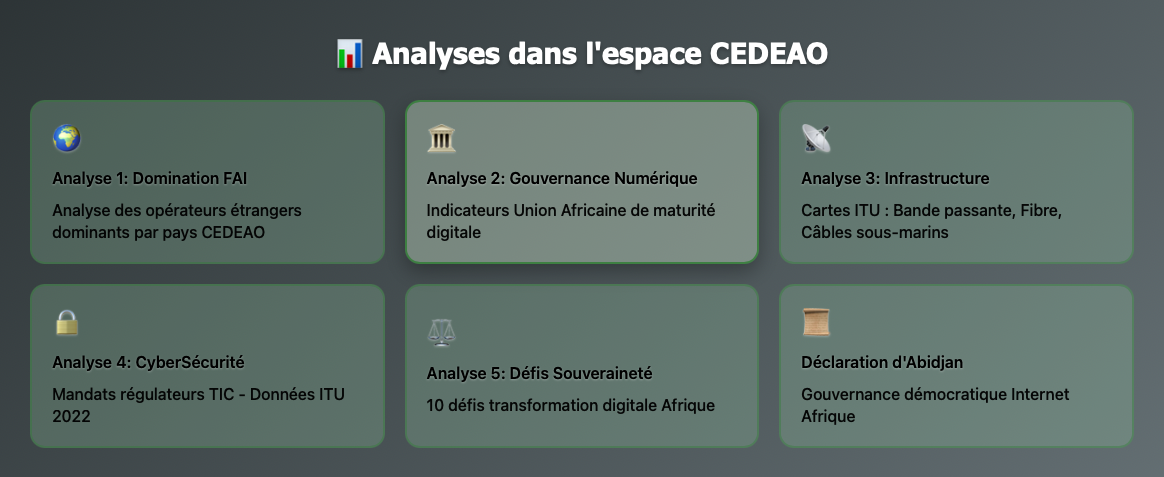 Analyses dans l'espace CEDEAO
Analyse 1: Domination FAI
Analyse des opérateurs étrangers
dominants par pays CEDEAO
Analyse 2: Gouvernance Numérique
Indicateurs Union Africaine de maturité
digitale
Analyse 3: Infrastructure
Cartes ITU : Bande passante, Fibre,
Câbles sous-marins
Analyse 4: CyberSécurité
Mandats régulateurs TIC - Données ITU
2022
Analyse 5: Défis Souveraineté
10 défis transformation digitale Afrique
Déclaration d'Abidjan
Gouvernance démocratique Internet
Afrique